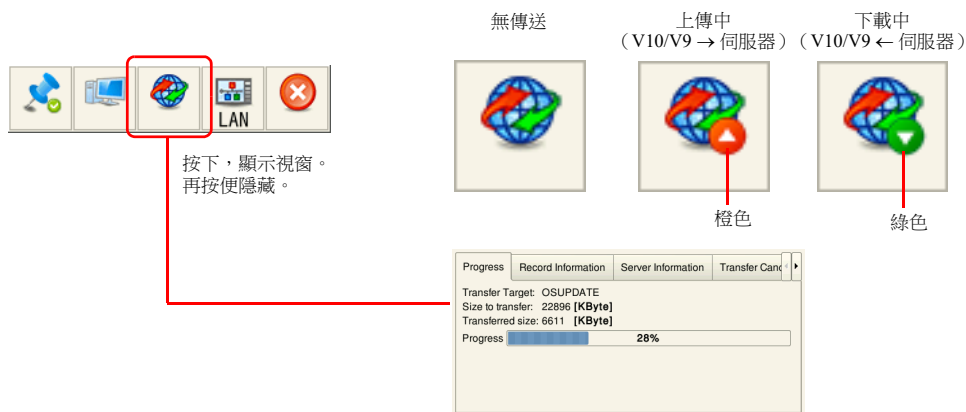 無傳送
上傳中
（V10/V9 → 伺服器）
下載中
（V10/V9 ← 伺服器）
LAN
按下，顯示視窗。
再按便隱藏。
橙色
綠色
Progress Record Information Server Information Transfer Canc
Transfer Target: OSUPDATE
Size to transfer: 22896 [KByte]
Transferred size: 6611 [KByte]
Progress 28%